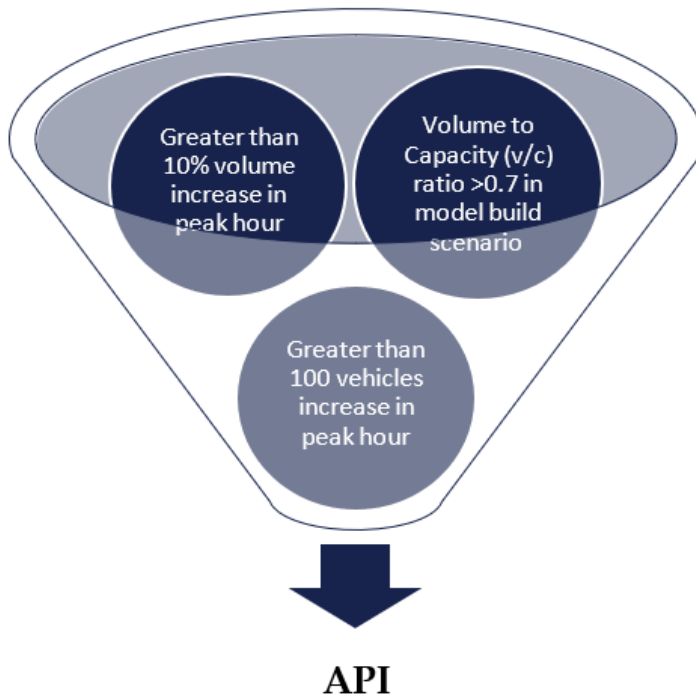 Greater than
10% volume
increase in
peak hour
Volume to
Capacity (v/c)
ratio >0.7 in
model build
scenario
Greater than
100 vehicles
increase in
peak hour
API